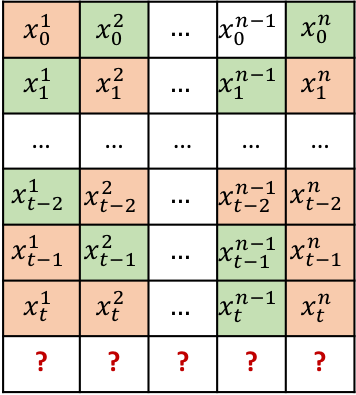 x_0^1 x_0^2 ... x_0^{n-1} x_0^n
x_1^1 x_1^2 ... x_1^{n-1} x_1^n
... ... ... ... ...
x_{t-2}^1 x_{t-2}^2 ... x_{t-2}^{n-1} x_{t-2}^n
x_{t-1}^1 x_{t-1}^2 ... x_{t-1}^{n-1} x_{t-1}^n
x_t^1 x_t^2 ... x_t^{n-1} x_t^n
? ? ? ? ?